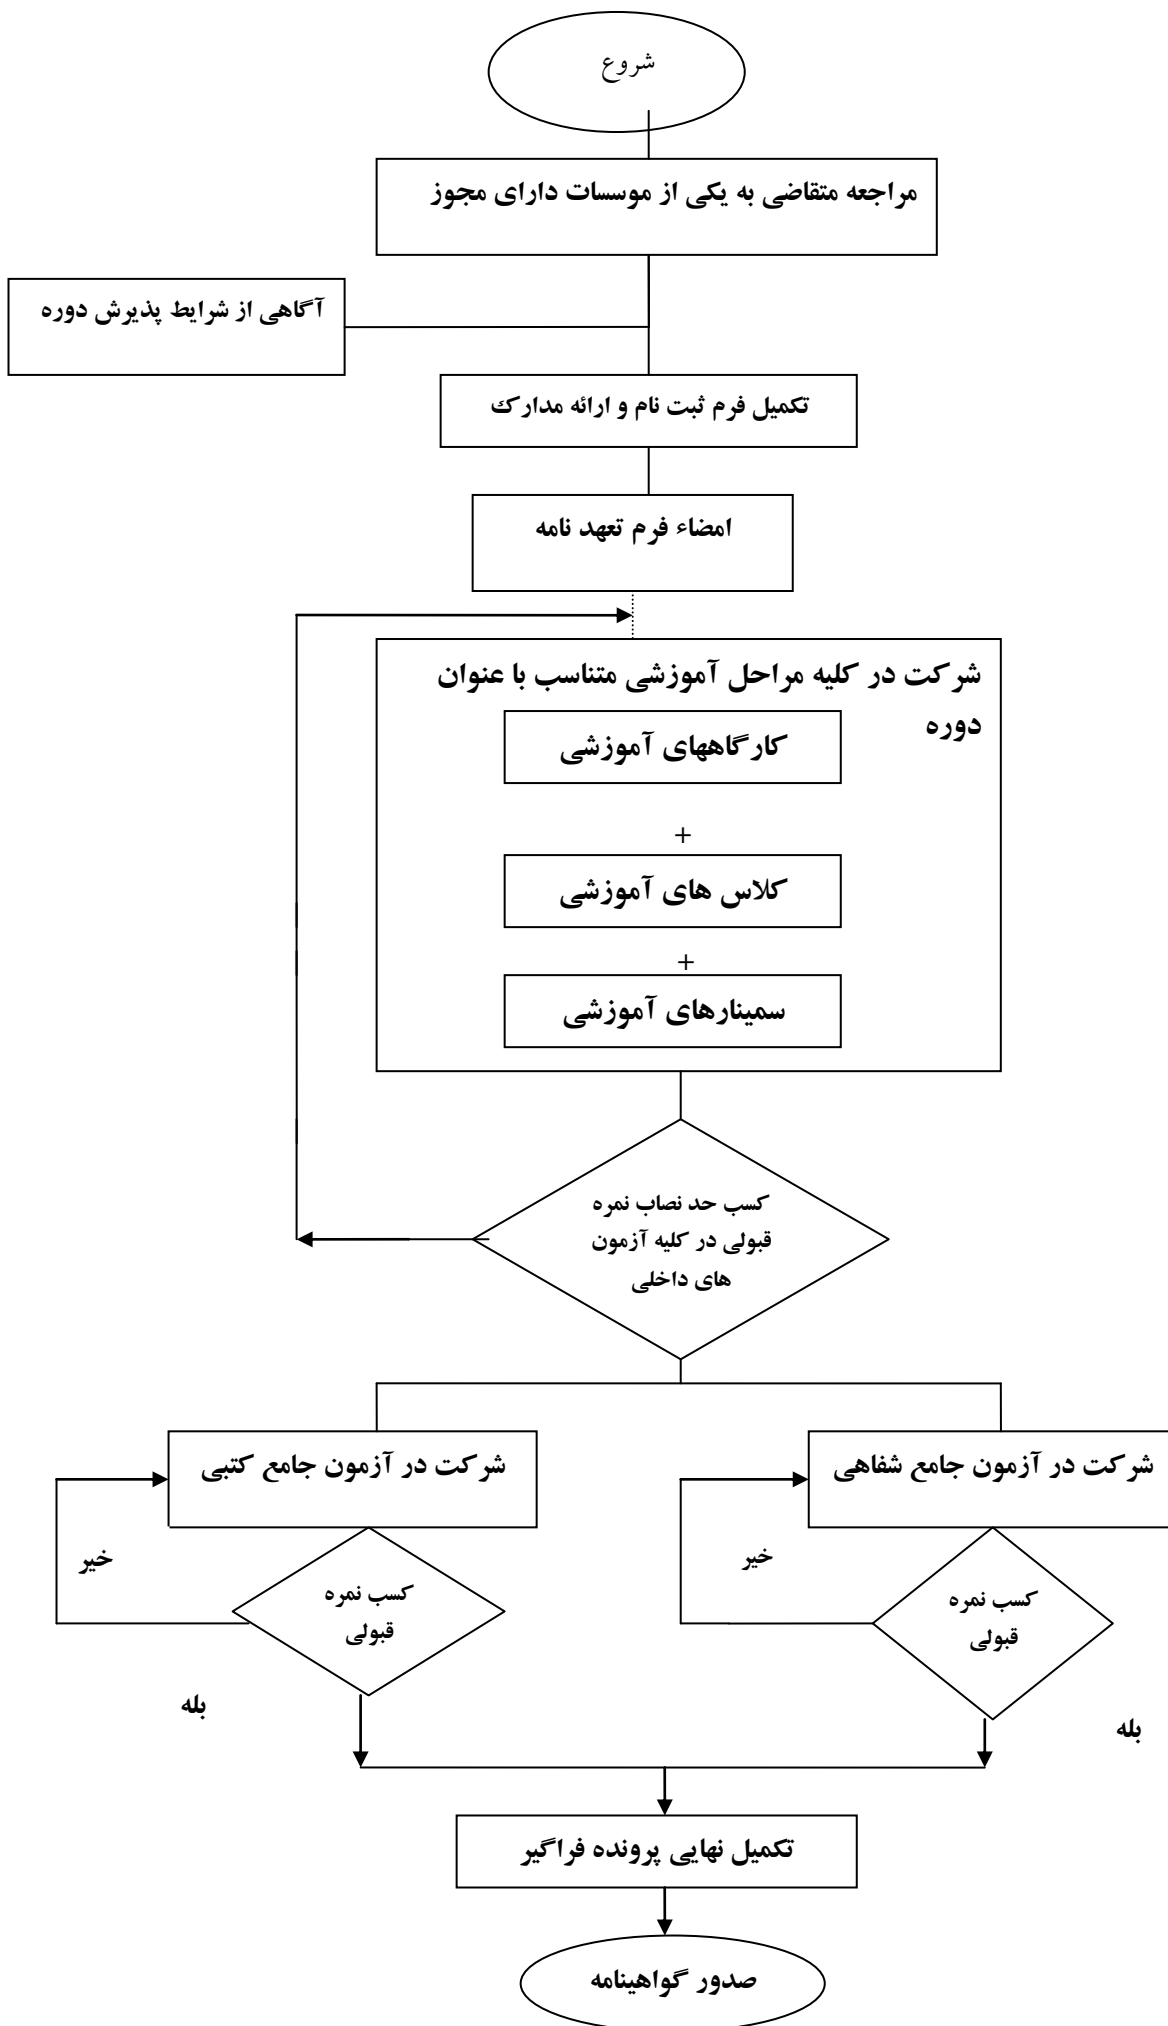 شروع
مراجعه متقاضی به یکی از موسسات دارای مجوز
آگاهی از شرایط پذیرش دوره
تکمیل فرم ثبت نام و ارائه مدارک
امضاء فرم تعهد نامه
شرکت در کلیه مراحل آموزشی متناسب با عنوان
دوره
کارگاههای آموزشی
+
کلاس های آموزشی
+
سمینارهای آموزشی
کسب حد نصاب نمره
قبولی در کلیه آزمون
های داخلی
شرکت در آزمون جامع شفاهی
شرکت در آزمون جامع کتبی
خیر
خیر
کسب نمره
قبولی
کسب نمره
قبولی
بله
بله
تکمیل نهایی پرونده فراگیر
صدور گواهینامه